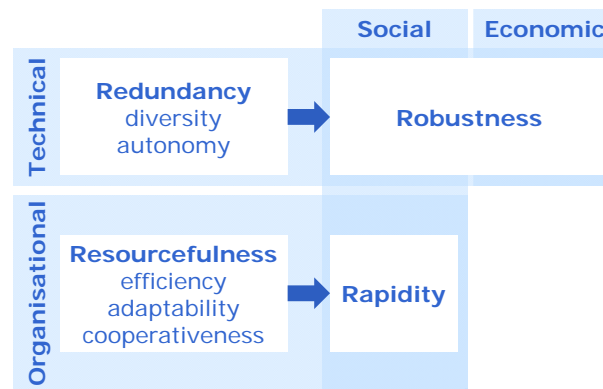 Social
Economic
Technical
Redundancy
diversity
autonomy
Robustness
Organisational
Resourcefulness
efficiency
adaptability
cooperativeness
Rapidity